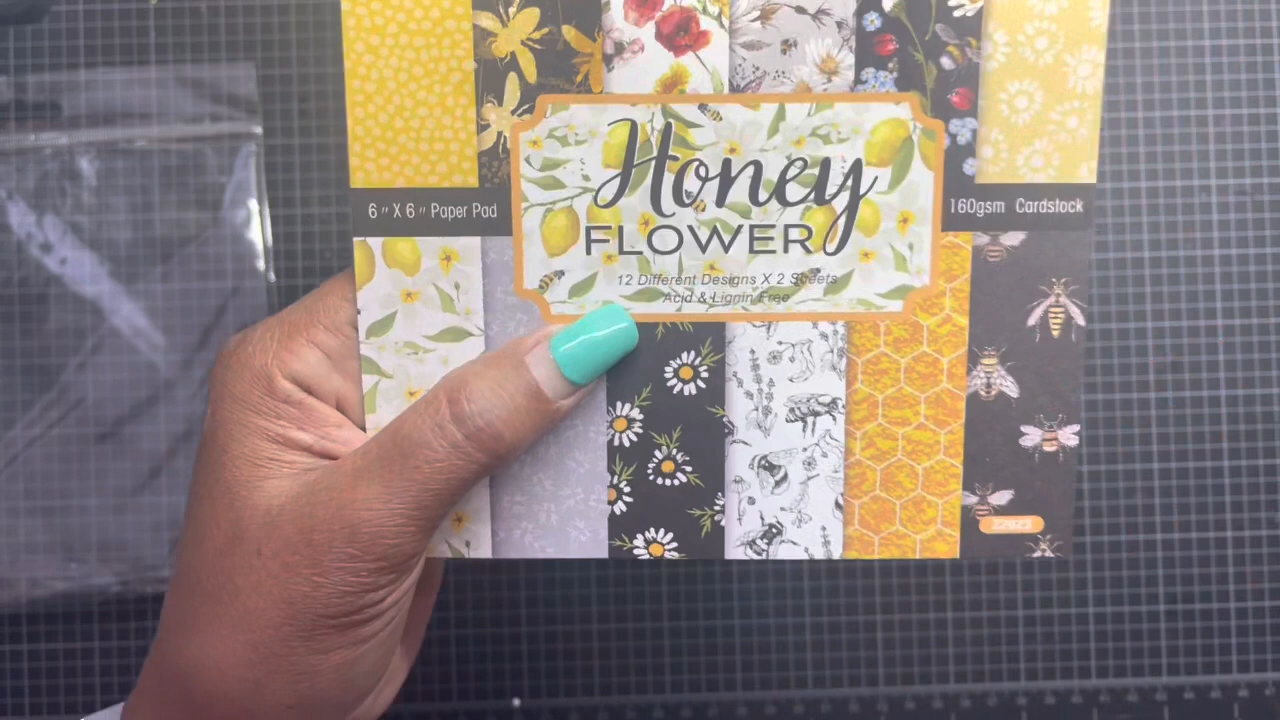 Honey
FLOWER
6" X 6" Paper Pad
160gsm Cardstock
12 Different Designs X 2 Sheets
Acid & Lignin Free